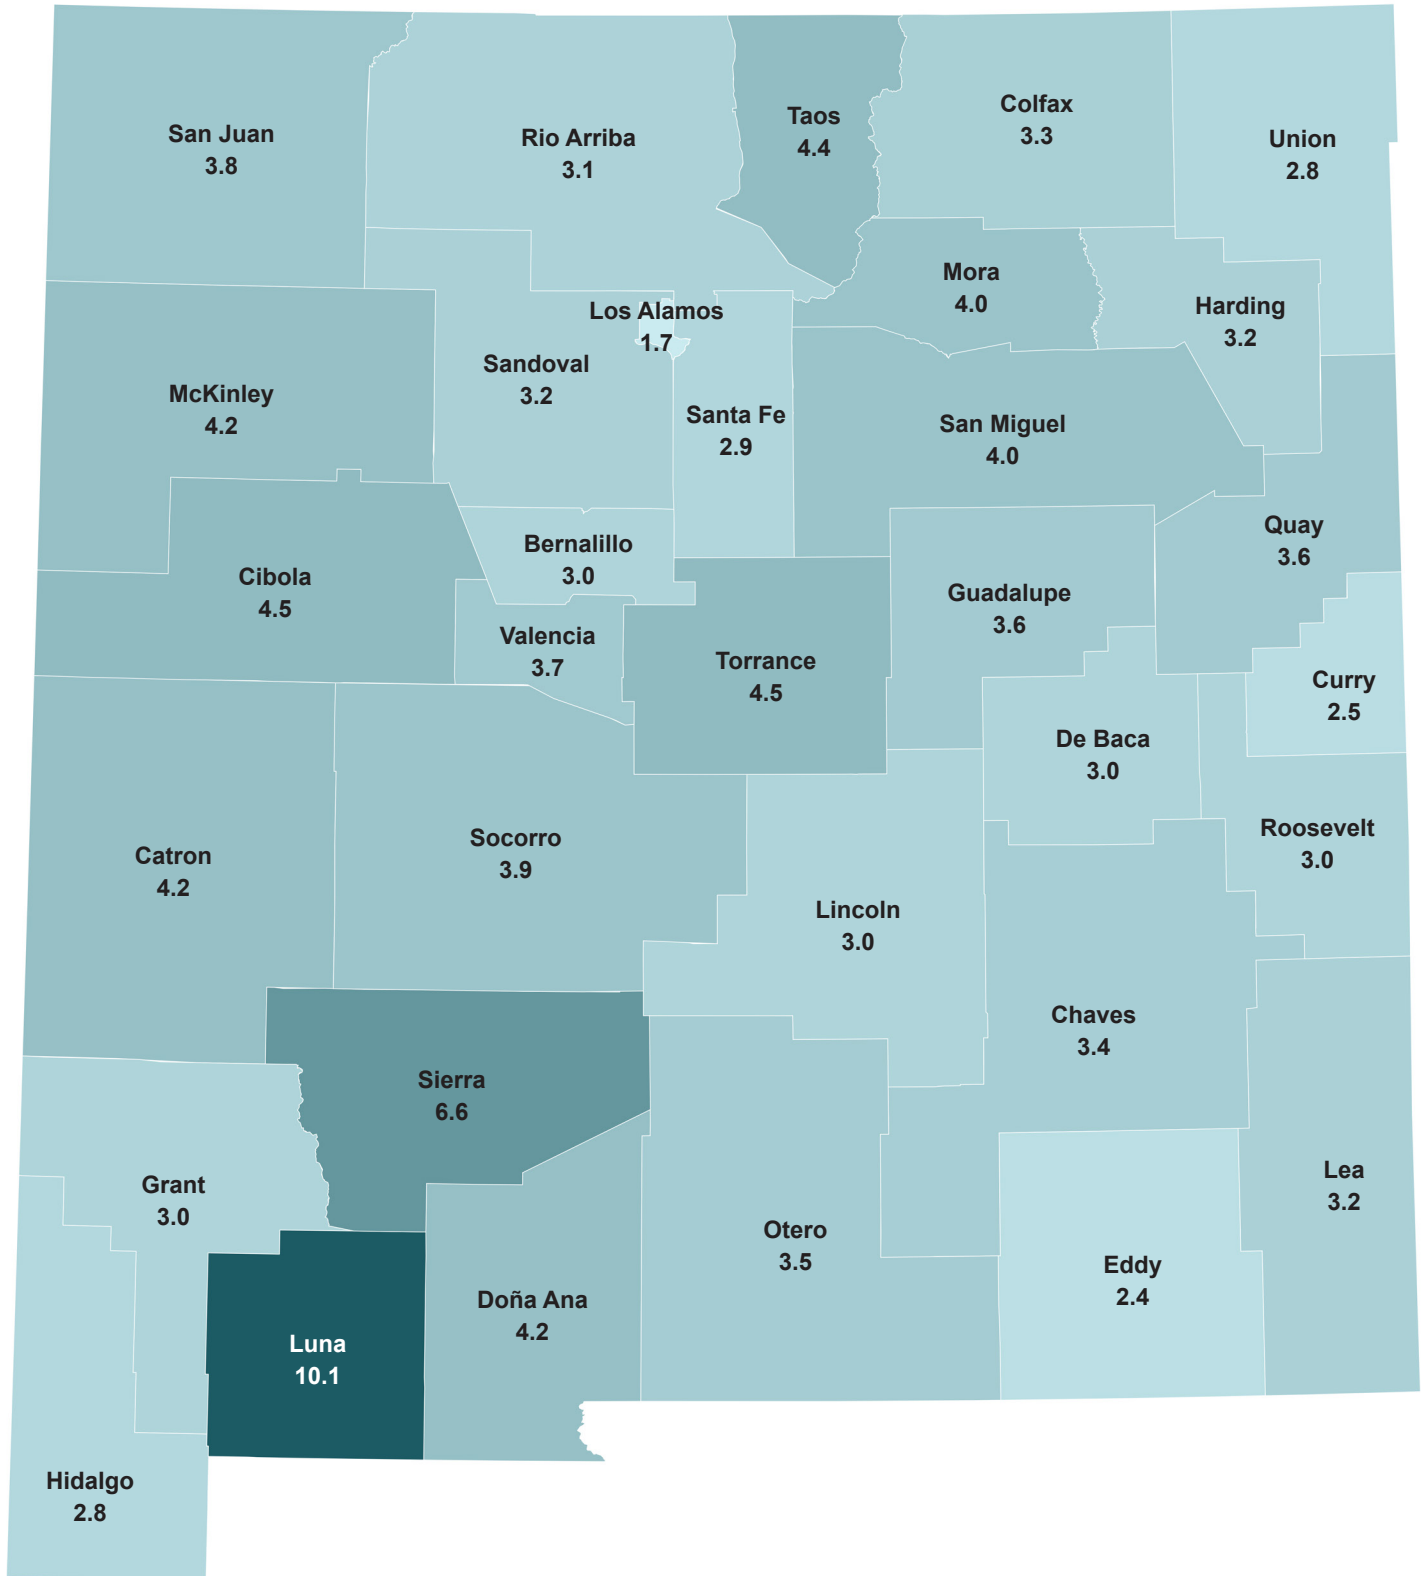 San Juan
3.8
Rio Arriba
3.1
Taos
4.4
Colfax
3.3
Union
2.8
Mora
4.0
Harding
3.2
Los Alamos
1.7
Sandoval
3.2
McKinley
4.2
Santa Fe
2.9
San Miguel
4.0
Quay
3.6
Bernalillo
3.0
Cibola
4.5
Guadalupe
3.6
Valencia
3.7
Torrance
4.5
Curry
2.5
De Baca
3.0
Roosevelt
3.0
Socorro
3.9
Catron
4.2
Lincoln
3.0
Chaves
3.4
Sierra
6.6
Lea
3.2
Grant
3.0
Otero
3.5
Eddy
2.4
Doña Ana
4.2
Luna
10.1
Hidalgo
2.8